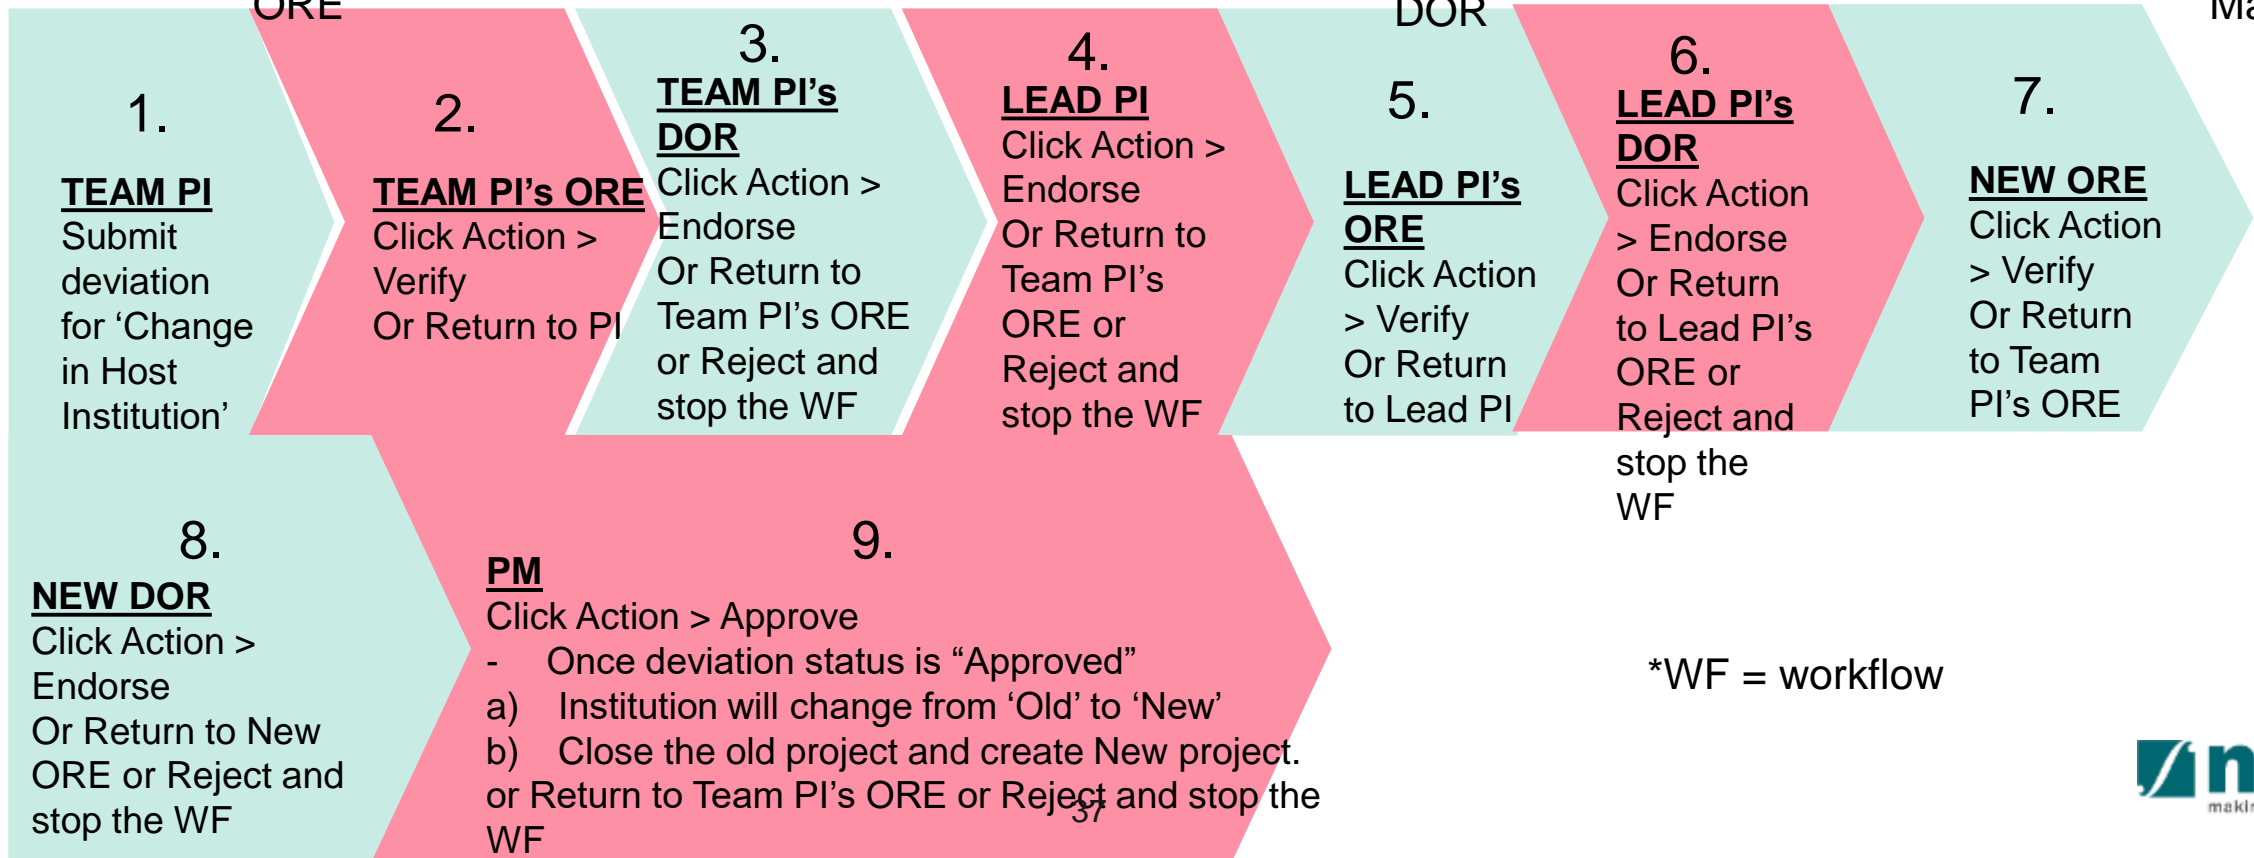 ORE
DOR
1.
TEAM PI
Submit
deviation
for ‘Change
in Host
Institution’
2.
TEAM PI’s ORE
Click Action >
Verify
Or Return to PI
3.
TEAM PI’s
DOR
Click Action >
Endorse
Or Return to
Team PI’s ORE
or Reject and
stop the WF
4.
LEAD PI
Click Action >
Endorse
Or Return to
Team PI’s
ORE or
Reject and
stop the WF
5.
LEAD PI’s
ORE
Click Action
> Verify
Or Return
to Lead PI
6.
LEAD PI’s
DOR
Click Action
> Endorse
Or Return
to Lead PI’s
ORE or
Reject and
stop the
WF
7.
NEW ORE
Click Action
> Verify
Or Return
to Team
PI’s ORE
8.
NEW DOR
Click Action >
Endorse
Or Return to New
ORE or Reject and
stop the WF
9.
PM
Click Action > Approve
- Once deviation status is “Approved”
a) Institution will change from ‘Old’ to ‘New’
b) Close the old project and create New project.
or Return to Team PI’s ORE or Reject and stop the
WF
*WF = workflow
37